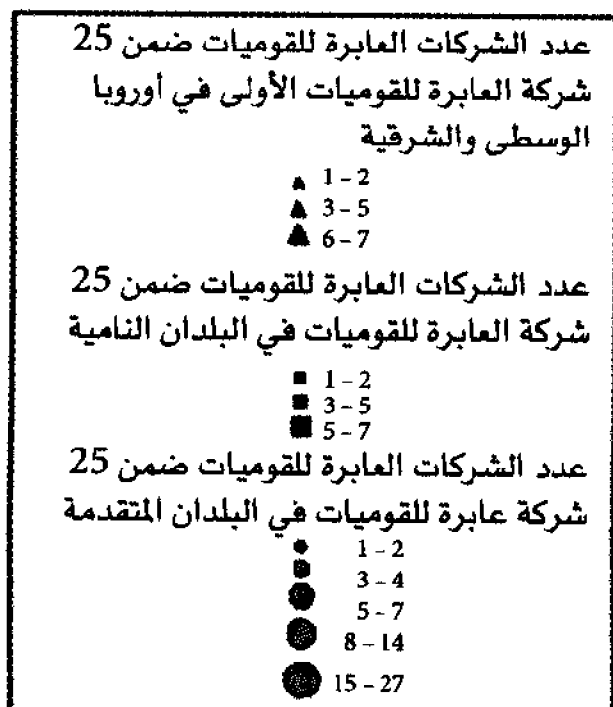 عدد الشركات العابرة للقوميات ضمن 25
شركة العابرة للقوميات الأولى في أوروبا
الوسطى والشرقية
1 - 2
3 - 5
6 - 7
عدد الشركات العابرة للقوميات ضمن 25
شركة العابرة للقوميات في البلدان النامية
1 - 2
3 - 5
5 - 7
عدد الشركات العابرة للقوميات ضمن 25
شركة عابرة للقوميات في البلدان المتقدمة
1 - 2
3 - 4
5 - 7
8 - 14
15 - 27